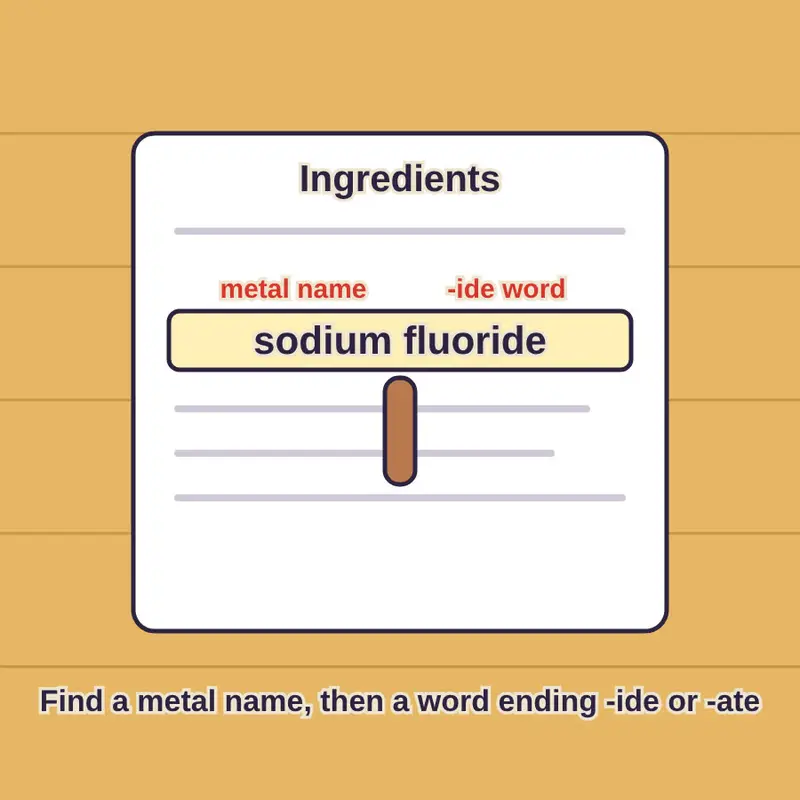 Ingredients
metal name -ide word
sodium fluoride
Find a metal name, then a word ending -ide or -ate